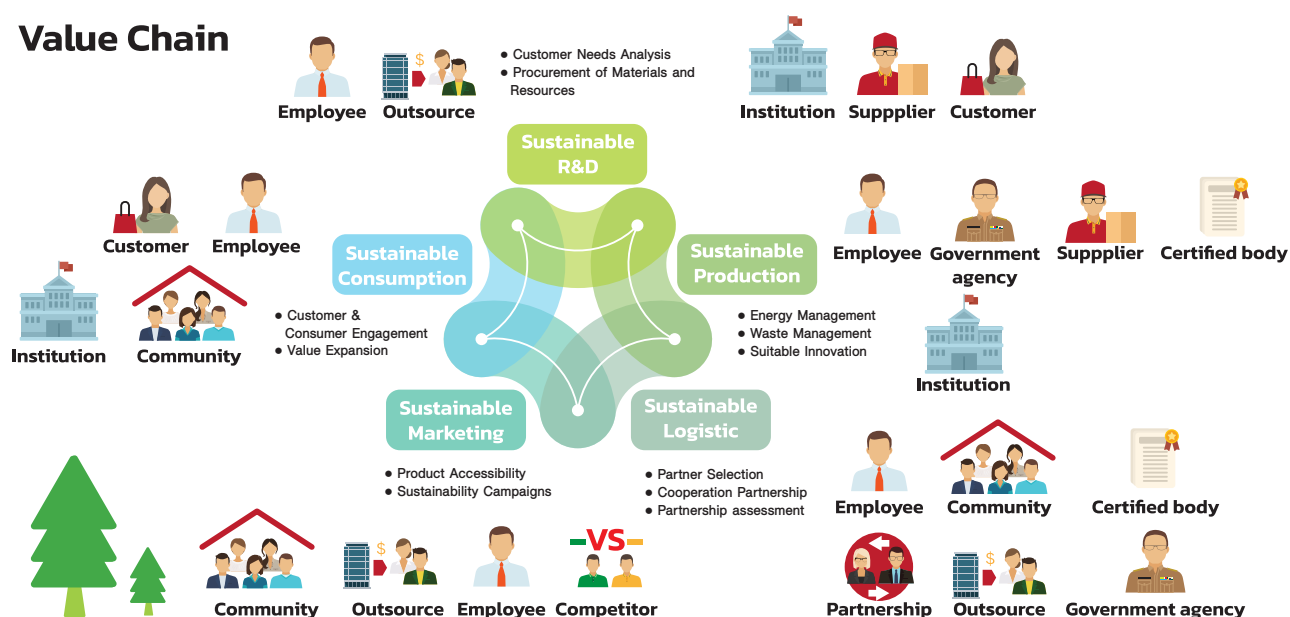 Value Chain
Employee
Outsource
$
● Customer Needs Analysis
● Procurement of Materials and
Resources
Institution
Suppplier
Customer
Sustainable
R&D
Customer
Employee
Institution
Community
Sustainable
Consumption
● Customer &
Consumer Engagement
● Value Expansion
Sustainable
Production
● Energy Management
● Waste Management
● Suitable Innovation
Employee
Government
agency
Suppplier
Certified body
Institution
Sustainable
Marketing
● Product Accessibility
● Sustainability Campaigns
Community
$
Outsource
Employee
VS
Competitor
Sustainable
Logistic
● Partner Selection
● Cooperation Partnership
● Partnership assessment
Employee
Community
Certified body
Partnership
$
Outsource
Government agency